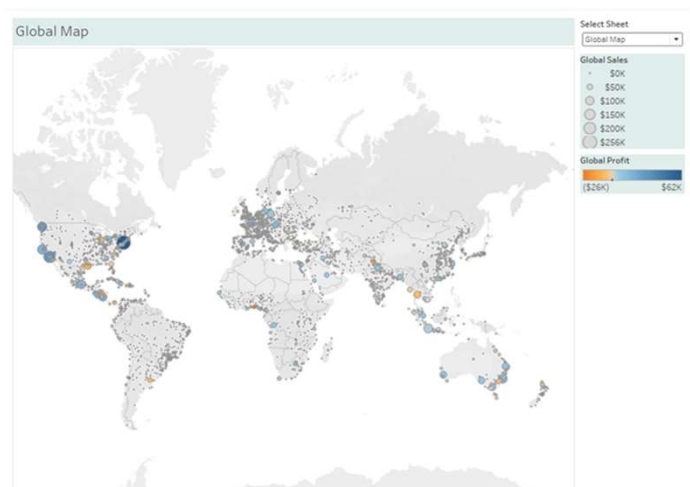 Global Map
Select Sheet
Global Map
Global Sales
$0K
$50K
$100K
$150K
$200K
$256K
Global Profit
($26K)
$62K